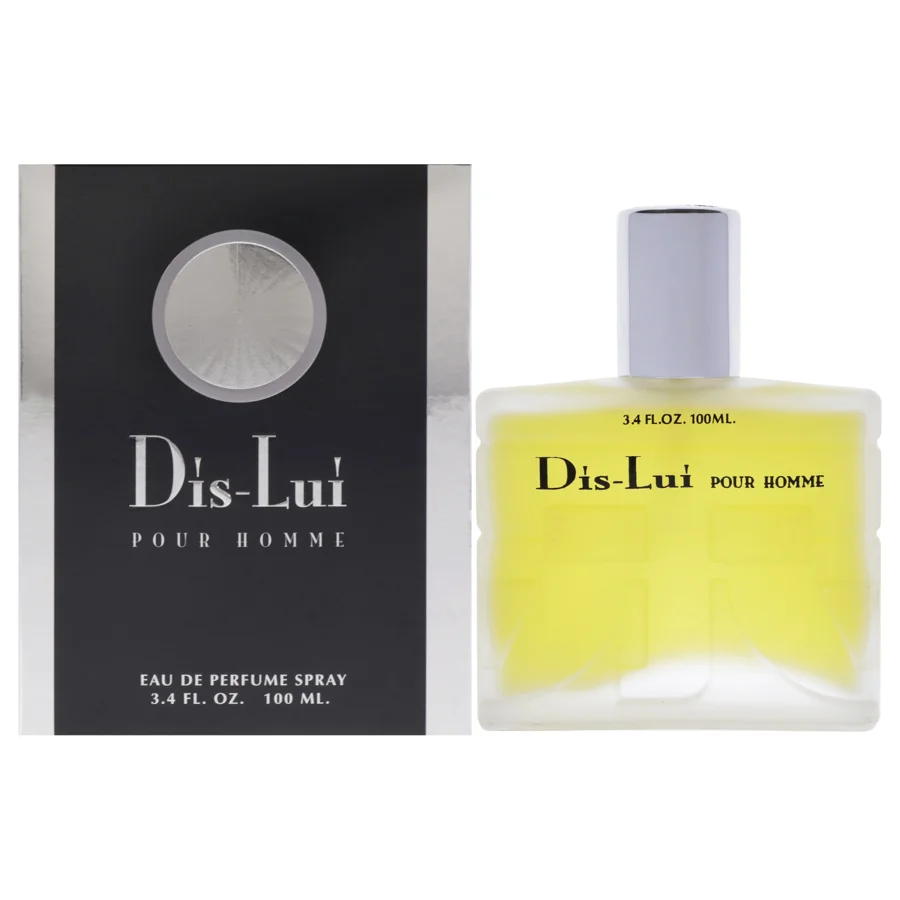 Dis-Lui
POUR HOMME
EAU DE PERFUME SPRAY
3.4 FL. OZ. 100 ML.
3.4 FL.OZ. 100ML.
Dis-Lui POUR HOMME